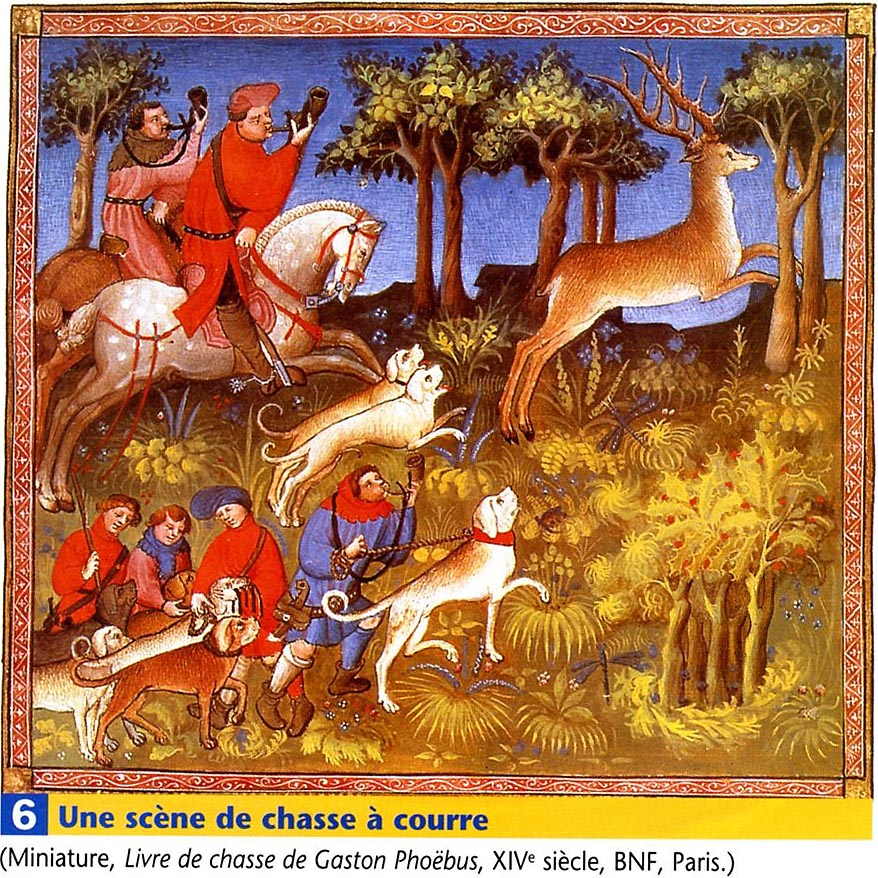 6 Une scène de chasse à courre
(Miniature, Livre de chasse de Gaston Phoëbus, XIVe siècle, BNF, Paris.)